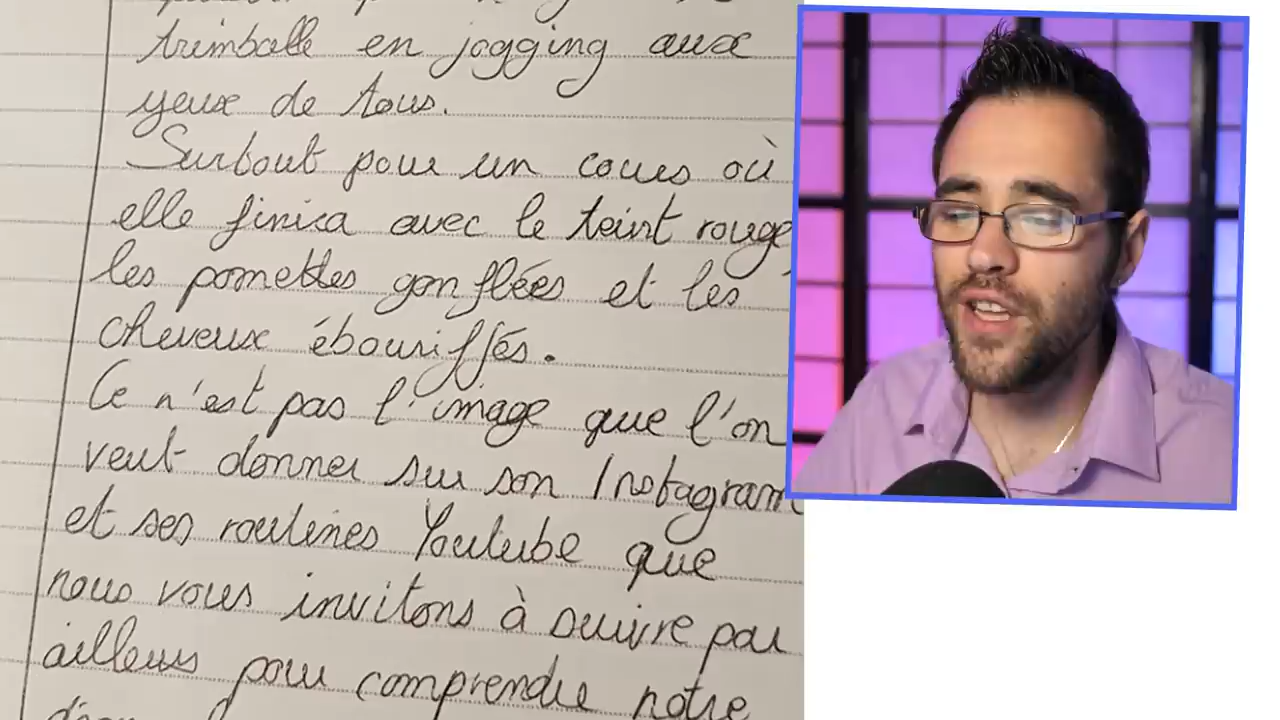 trimballe en jogging aux
yeux de tous.
Surtout pour un cours où
elle finira avec le teint rouge,
les pomettes gonflées et les
cheveux ébouriffés.
Ce n'est pas l'image que l'on
veut donner sur son Instagram
et ses routines Youtube que
nous vous invitons à suivre par
ailleurs pour comprendre notre